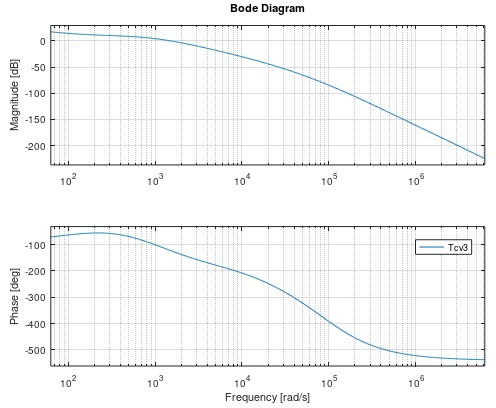 Bode Diagram
Magnitude [dB]
0
-50
-100
-150
-200
10^2 10^3 10^4 10^5 10^6
Phase [deg]
-100
-200
-300
-400
-500
Tcv3
10^2 10^3 10^4 10^5 10^6
Frequency [rad/s]